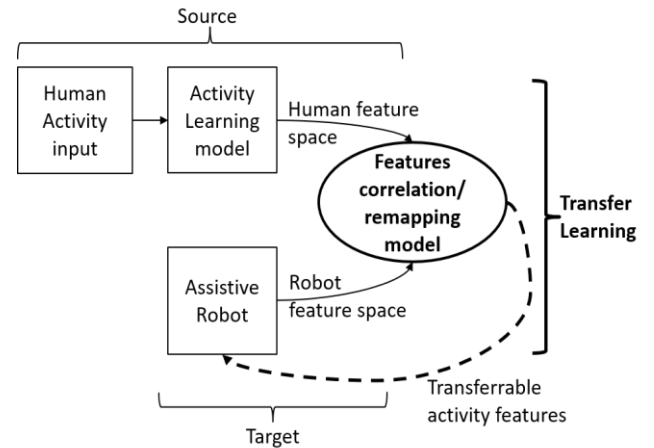 Source
Human
Activity
input
Activity
Learning
model
Human feature
space
Features
correlation/
remapping
model
Transfer
Learning
Assistive
Robot
Robot
feature space
Transferrable
activity features
Target